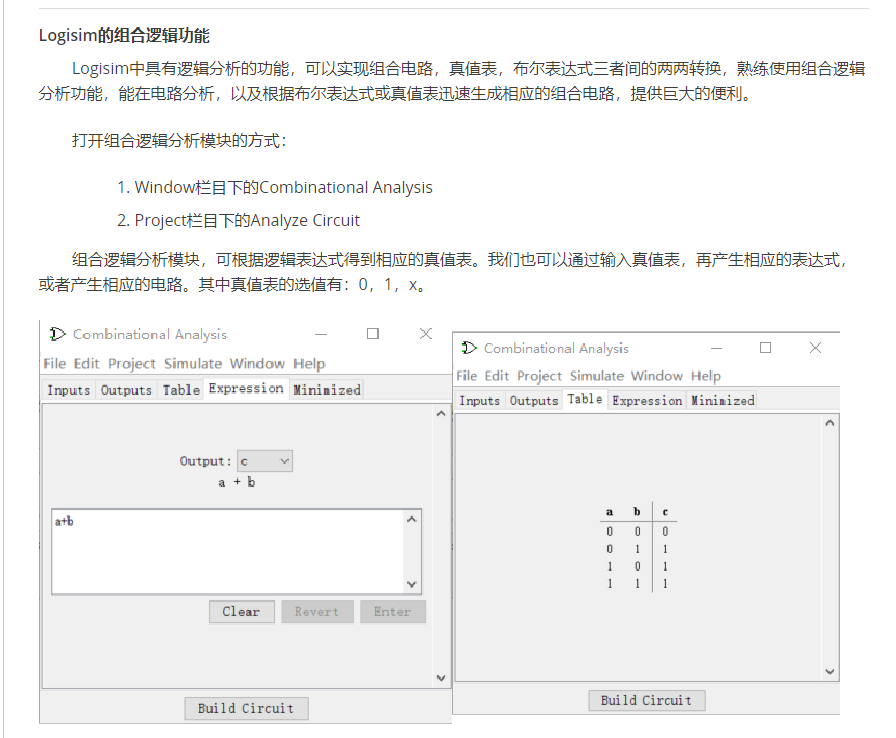 Logisim的组合逻辑功能
Logisim中具有逻辑分析的功能，可以实现组合电路，真值表，布尔表达式三者间的两两转换，熟练使用组合逻辑
分析功能，能在电路分析，以及根据布尔表达式或真值表迅速生成相应的组合电路，提供巨大的便利。
打开组合逻辑分析模块的方式：
1. Window栏目下的Combinational Analysis
2. Project栏目下的Analyze Circuit
组合逻辑分析模块，可根据逻辑表达式得到相应的真值表。我们也可以通过输入真值表，再产生相应的表达式，
或者产生相应的电路。其中真值表的选值有：0，1，x。
Combinational Analysis
File Edit Project Simulate Window Help
Inputs Outputs Table Expression Minimized
Output: c
a + b
a+b
Clear Revert Enter
Build Circuit
Combinational Analysis
File Edit Project Simulate Window Help
Inputs Outputs Table Expression Minimized
a b c
0 0 0
0 1 1
1 0 1
1 1 1
Build Circuit